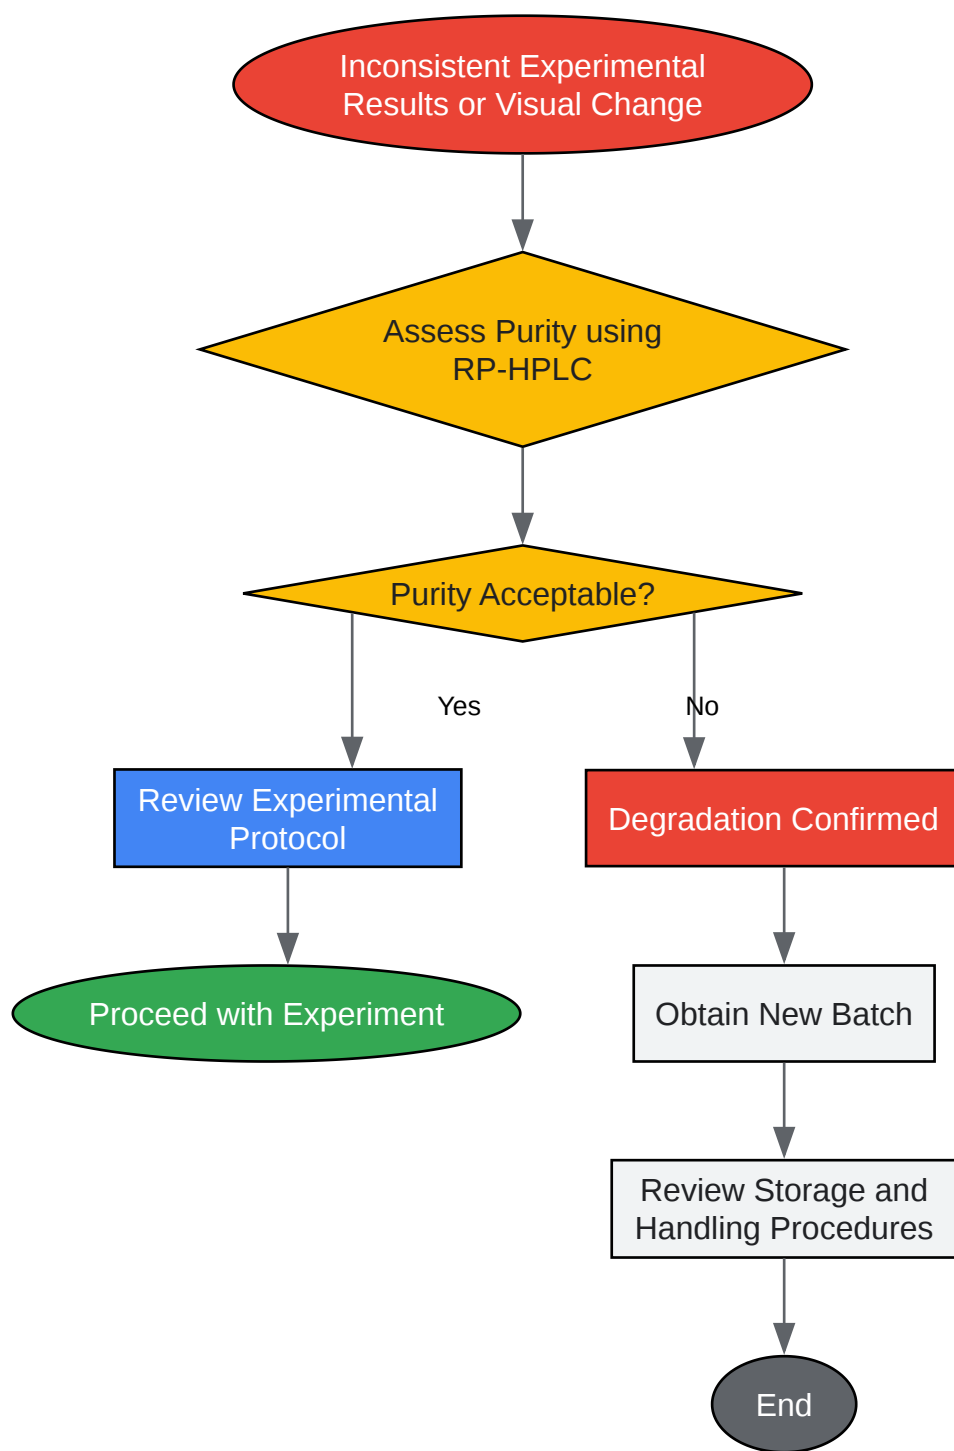 Inconsistent Experimental
Results or Visual Change
Assess Purity using
RP-HPLC
Purity Acceptable?
Yes
No
Review Experimental
Protocol
Degradation Confirmed
Proceed with Experiment
Obtain New Batch
Review Storage and
Handling Procedures
End